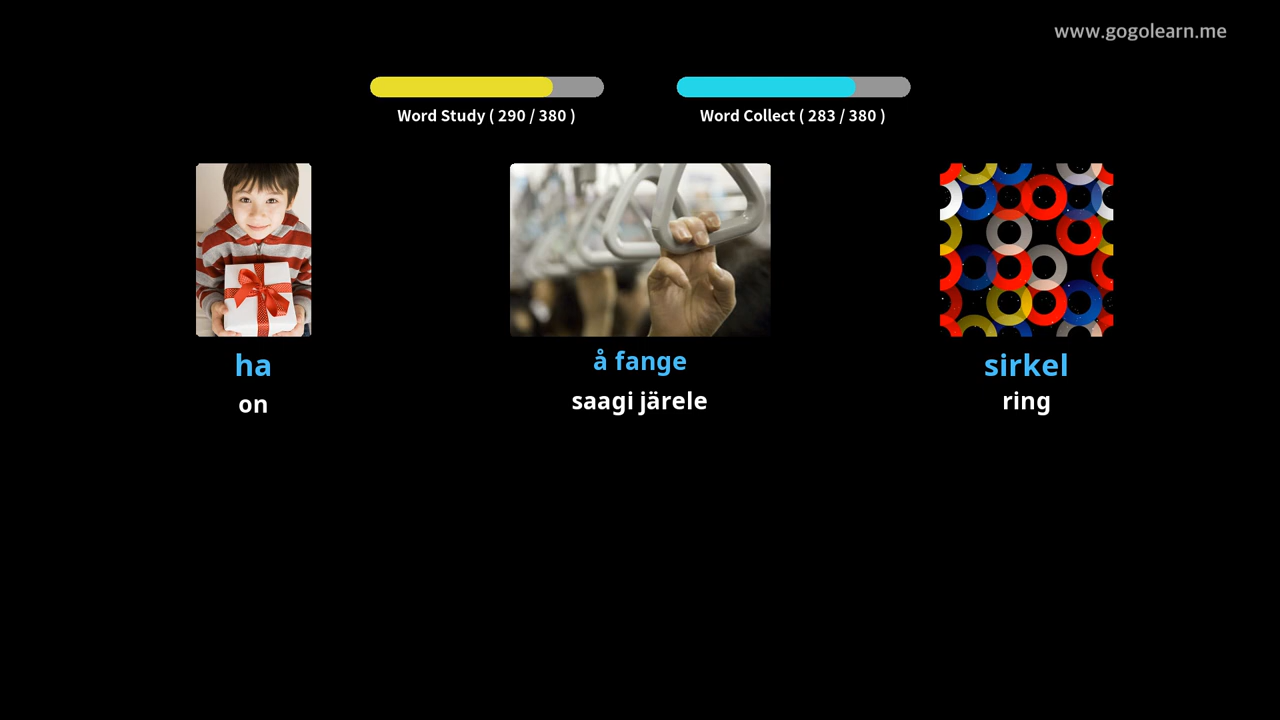 www.gogolearn.me
Word Study ( 290 / 380 )
Word Collect ( 283 / 380 )
ha
å fange
sirkel
on
saagi järele
ring